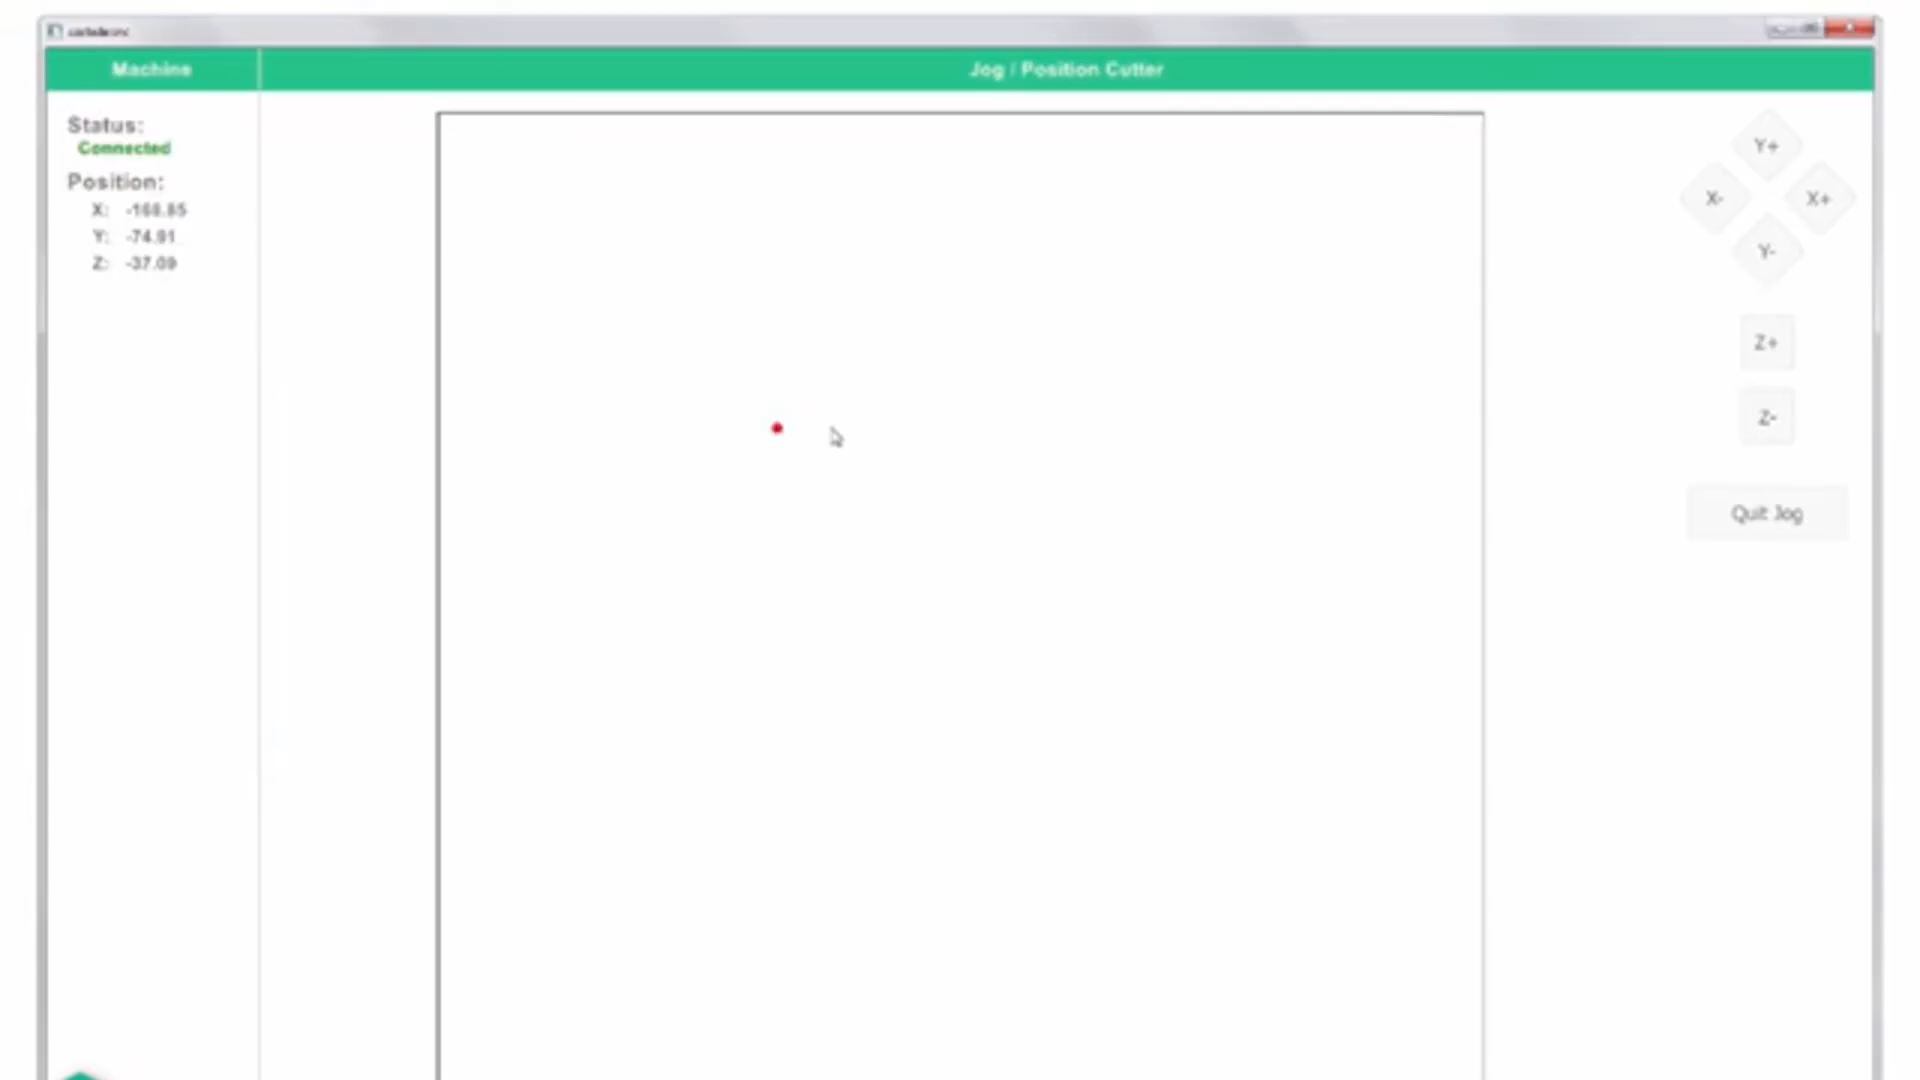 Machine
Jog / Position Cutter
Status:
Connected
Position:
X: -168.85
Y: -74.91
Z: -37.09
Y+
X-
X+
Y-
Z+
Z-
Quit Jog